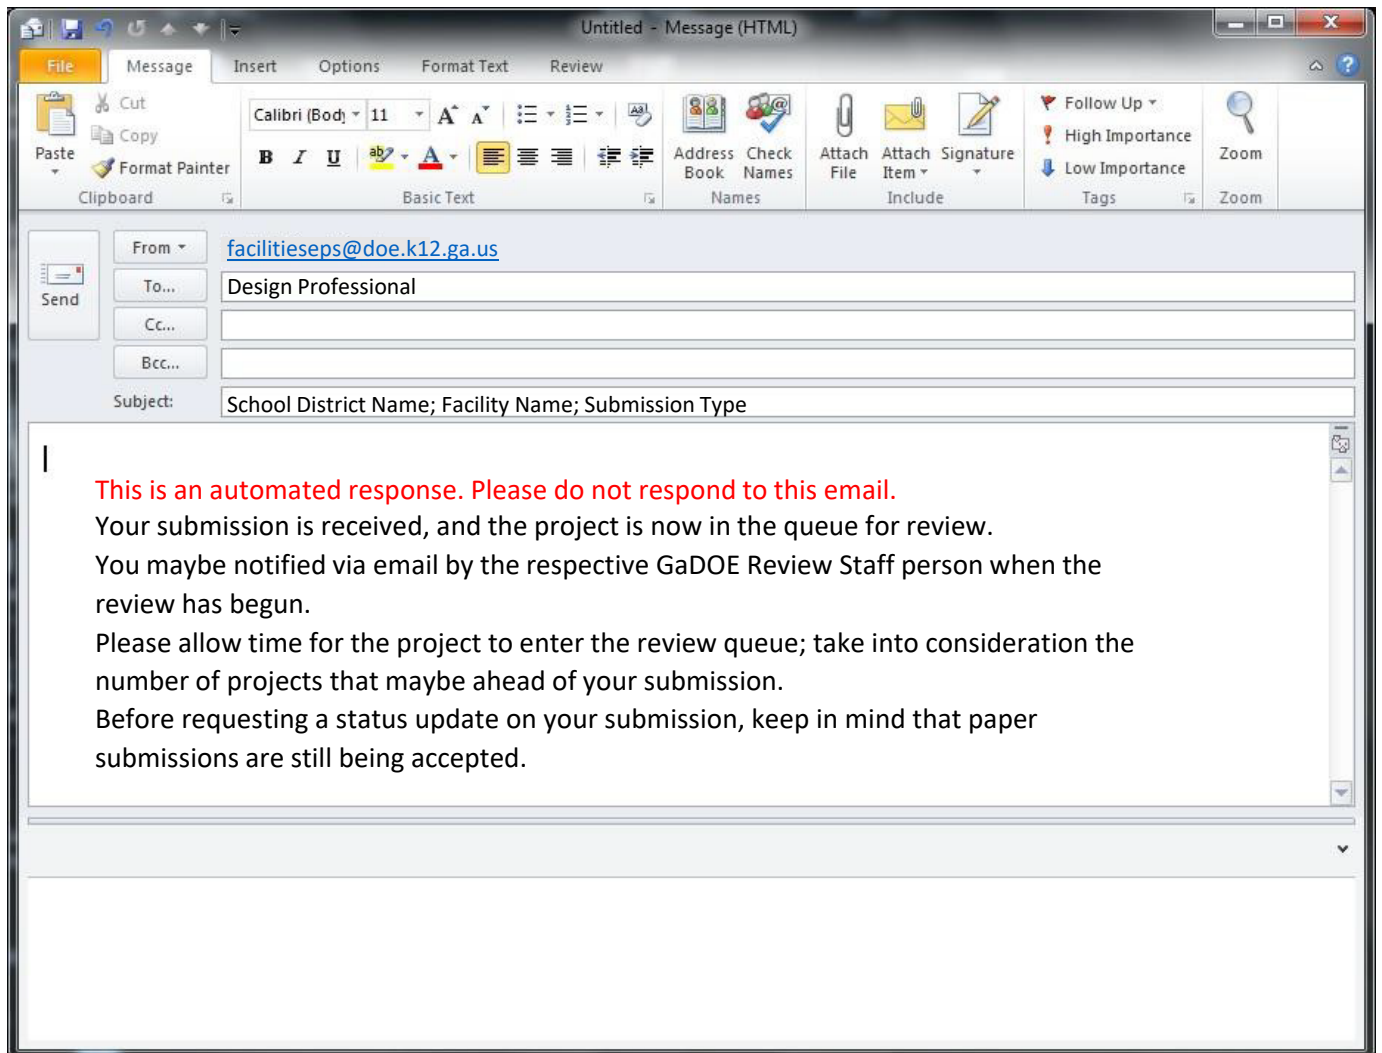 Untitled - Message (HTML)
File Message Insert Options Format Text Review
Paste
Cut
Copy
Format Painter
Clipboard
Calibri (Body 11
B I U
Basic Text
Address Book
Check Names
Names
Attach File
Attach Item
Signature
Include
Follow Up
High Importance
Low Importance
Tags
Zoom
Zoom
Send
From facilitieseps@doe.k12.ga.us
To... Design Professional
Cc...
Bcc...
Subject: School District Name; Facility Name; Submission Type
This is an automated response. Please do not respond to this email.
Your submission is received, and the project is now in the queue for review.
You maybe notified via email by the respective GaDOE Review Staff person when the
review has begun.
Please allow time for the project to enter the review queue; take into consideration the
number of projects that maybe ahead of your submission.
Before requesting a status update on your submission, keep in mind that paper
submissions are still being accepted.